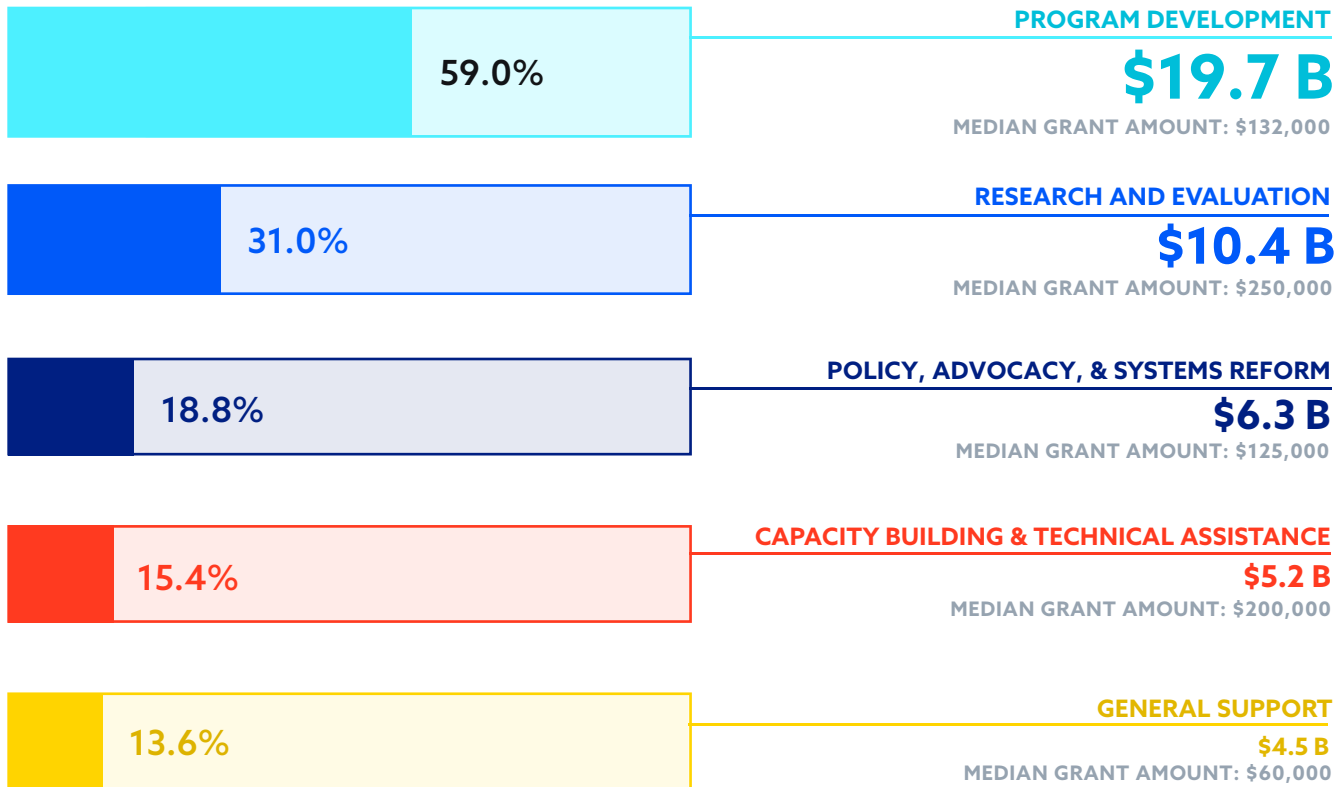 PROGRAM DEVELOPMENT
59.0%
$19.7 B
MEDIAN GRANT AMOUNT: $132,000
RESEARCH AND EVALUATION
31.0%
$10.4 B
MEDIAN GRANT AMOUNT: $250,000
POLICY, ADVOCACY, & SYSTEMS REFORM
18.8%
$6.3 B
MEDIAN GRANT AMOUNT: $125,000
CAPACITY BUILDING & TECHNICAL ASSISTANCE
15.4%
$5.2 B
MEDIAN GRANT AMOUNT: $200,000
GENERAL SUPPORT
13.6%
$4.5 B
MEDIAN GRANT AMOUNT: $60,000